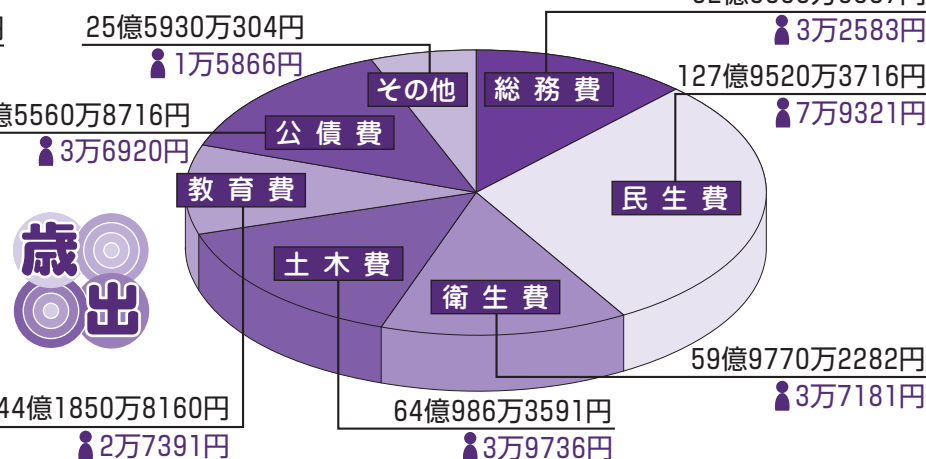 25億5930万304円
1万5866円
3万2583円
127億9520万3716円
7万9321円
5560万8716円
3万6920円
その他
総務費
公債費
教育費
民生費
土木費
衛生費
歳出
59億9770万2282円
3万7181円
44億1850万8160円
2万7391円
64億986万3591円
3万9736円